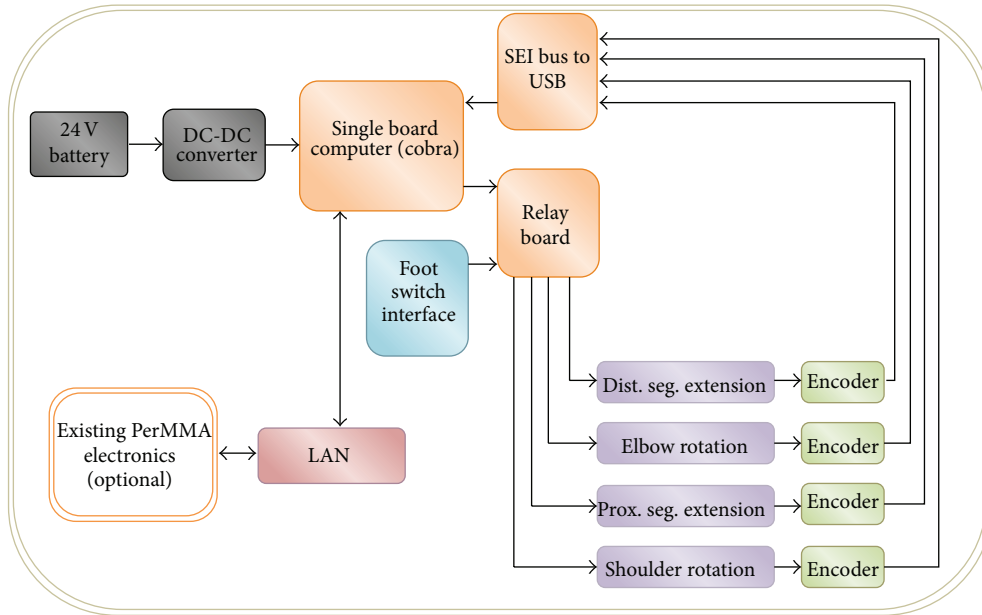 SEI bus to
USB
24 V
battery
DC-DC
converter
Single board
computer (cobra)
Relay
board
Foot
switch
interface
Dist. seg. extension
Encoder
Elbow rotation
Encoder
Prox. seg. extension
Encoder
Shoulder rotation
Encoder
Existing PerMMA
electronics
(optional)
LAN